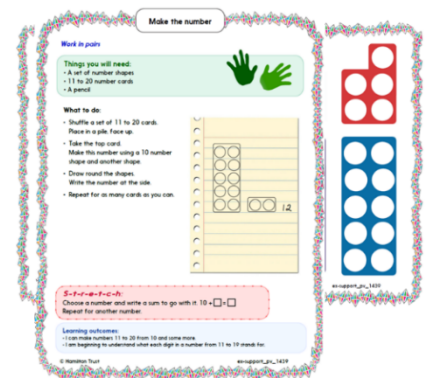 Make the number
Work in pairs
Things you will need:
• A set of number shapes
• 11 to 20 number cards
• A pencil
What to do:
• Shuffle a set of 11 to 20 cards.
Place in a pile, face up.
• Take the top card.
Make this number using a 10 number
shape and another shape.
• Draw round the shapes.
Write the number at the side.
• Repeat for as many cards as you can.
12
S-t-r-e-t-c-h:
Choose a number and write a sum to go with it: 10 + □ = □
Repeat for another number.
Learning outcomes:
• I can make numbers 11 to 20 from 10 and some more.
• I am beginning to understand what each digit in a number from 11 to 19 stands for.
© Hamilton Trust
ex-support_ps_1459
ex-support_ps_1459